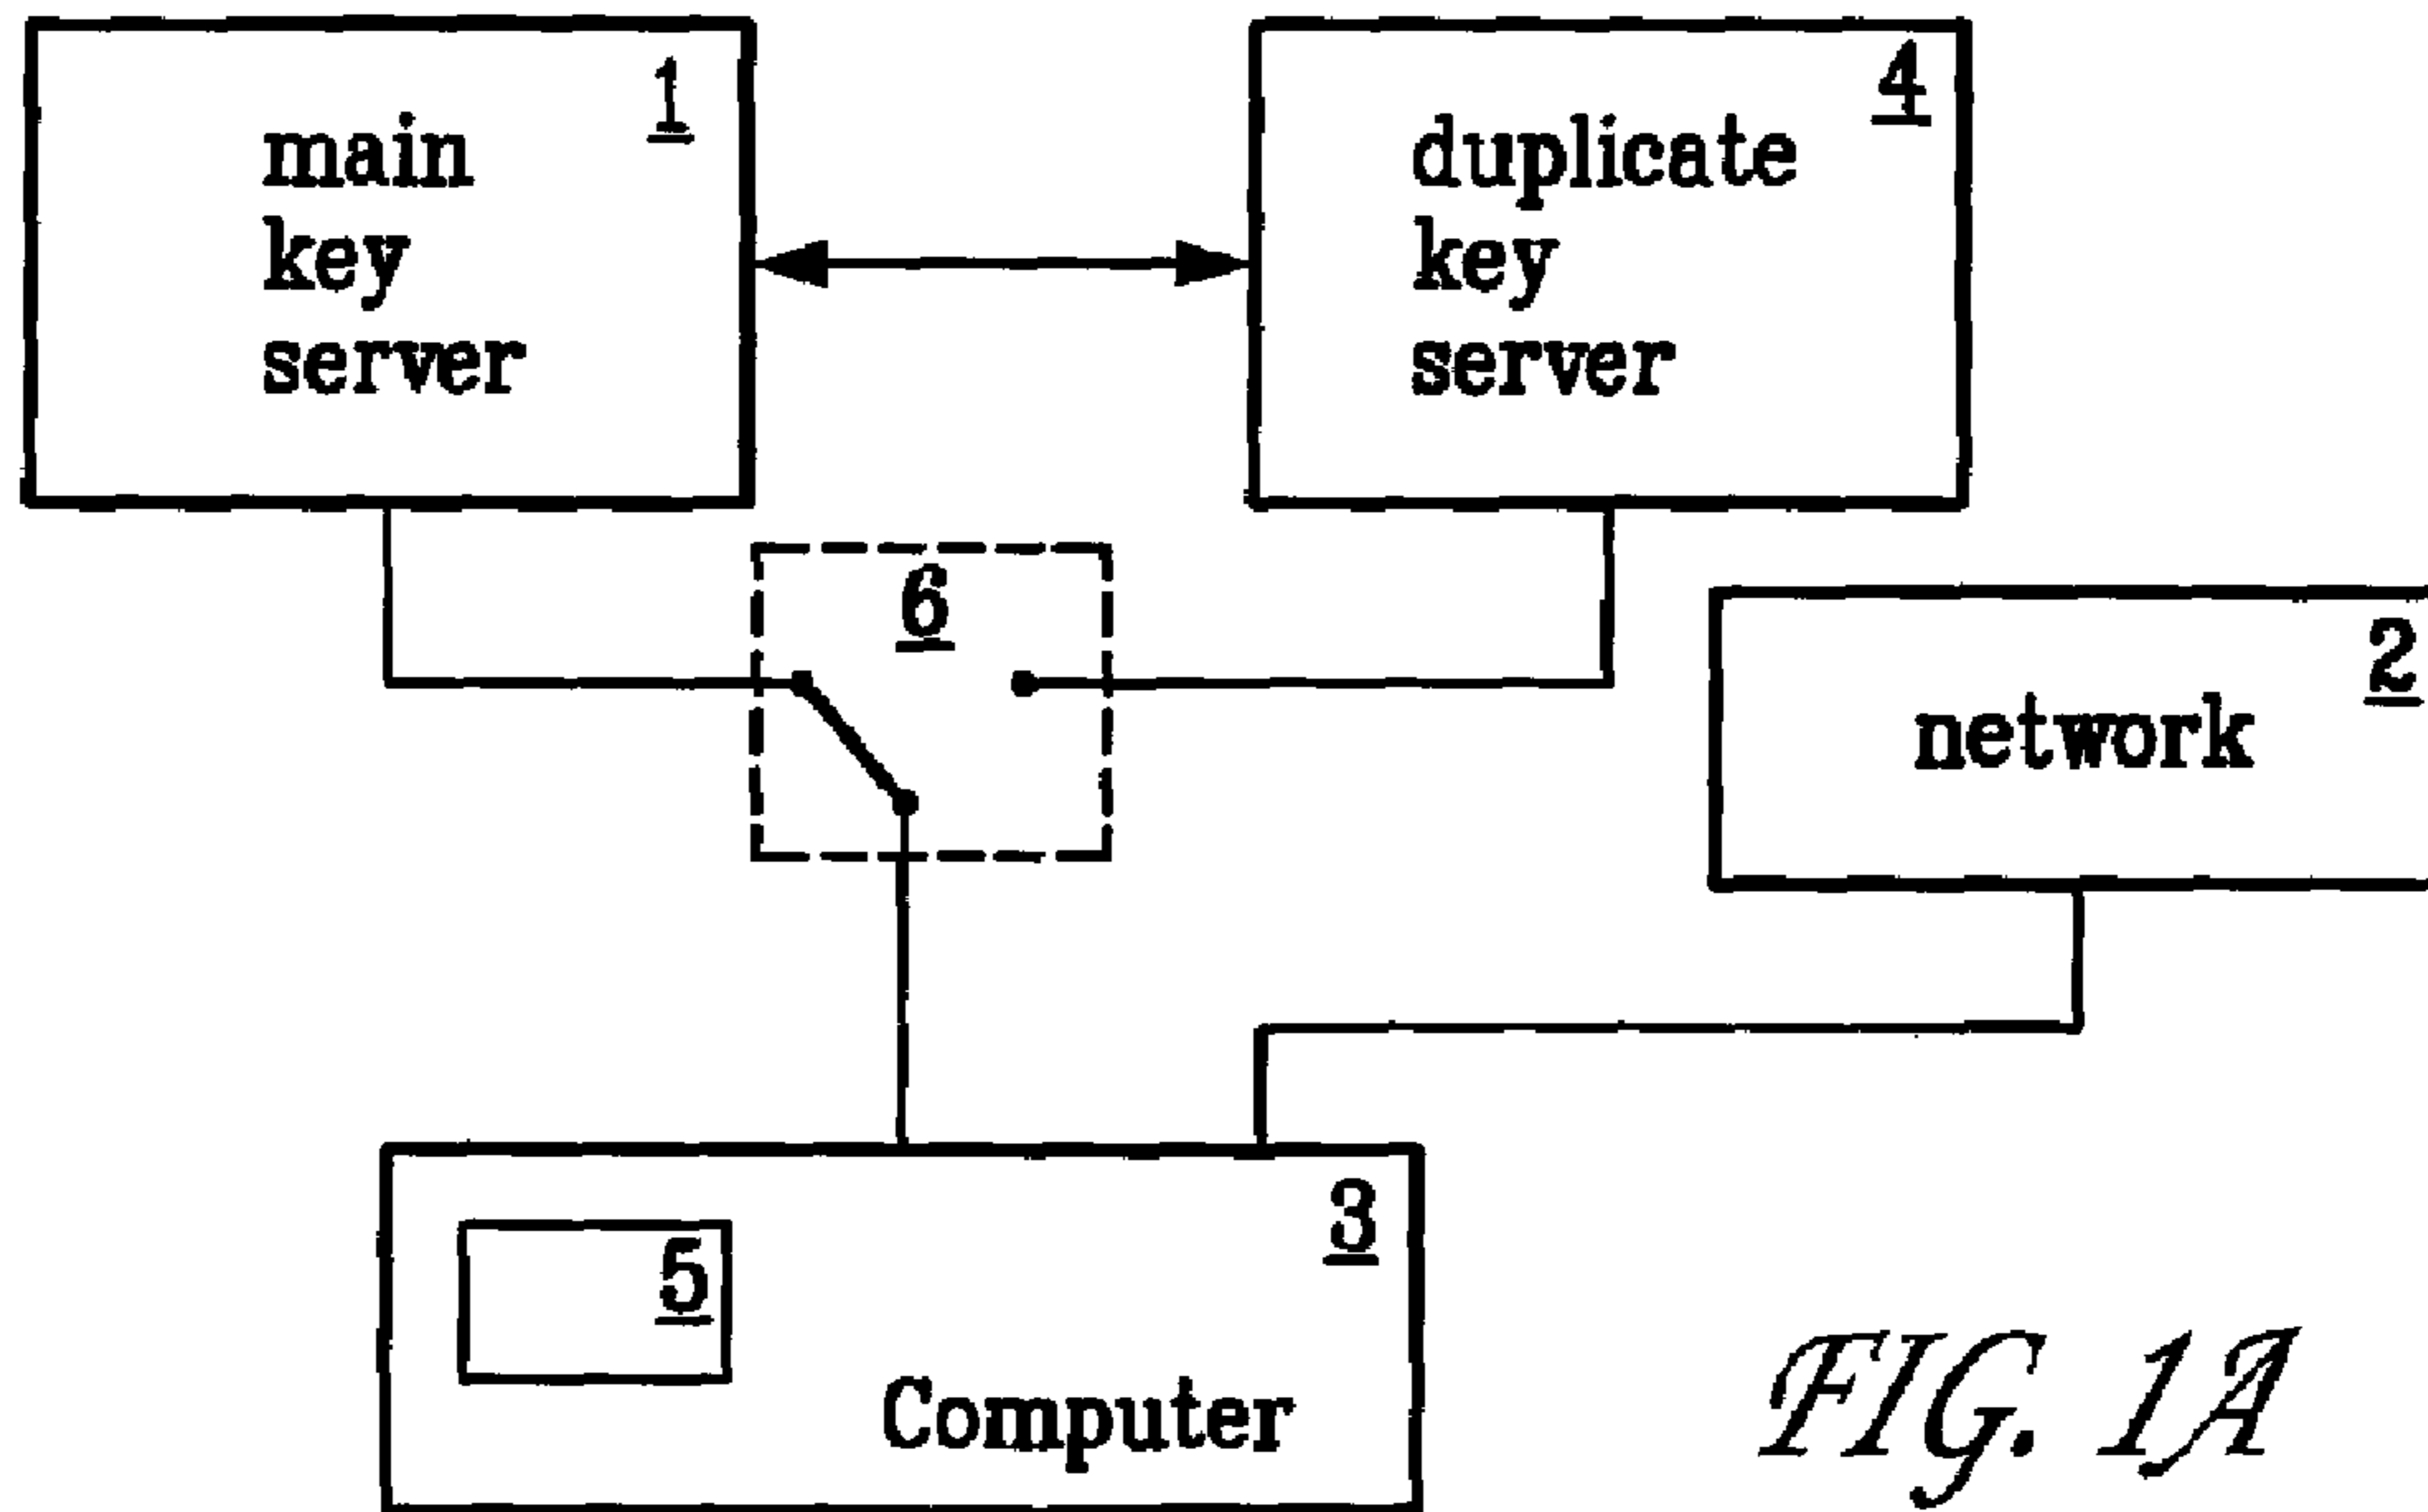 1
main
key
server
4
duplicate
key
server
6
2
network
3
5
Computer
FIG. 1A